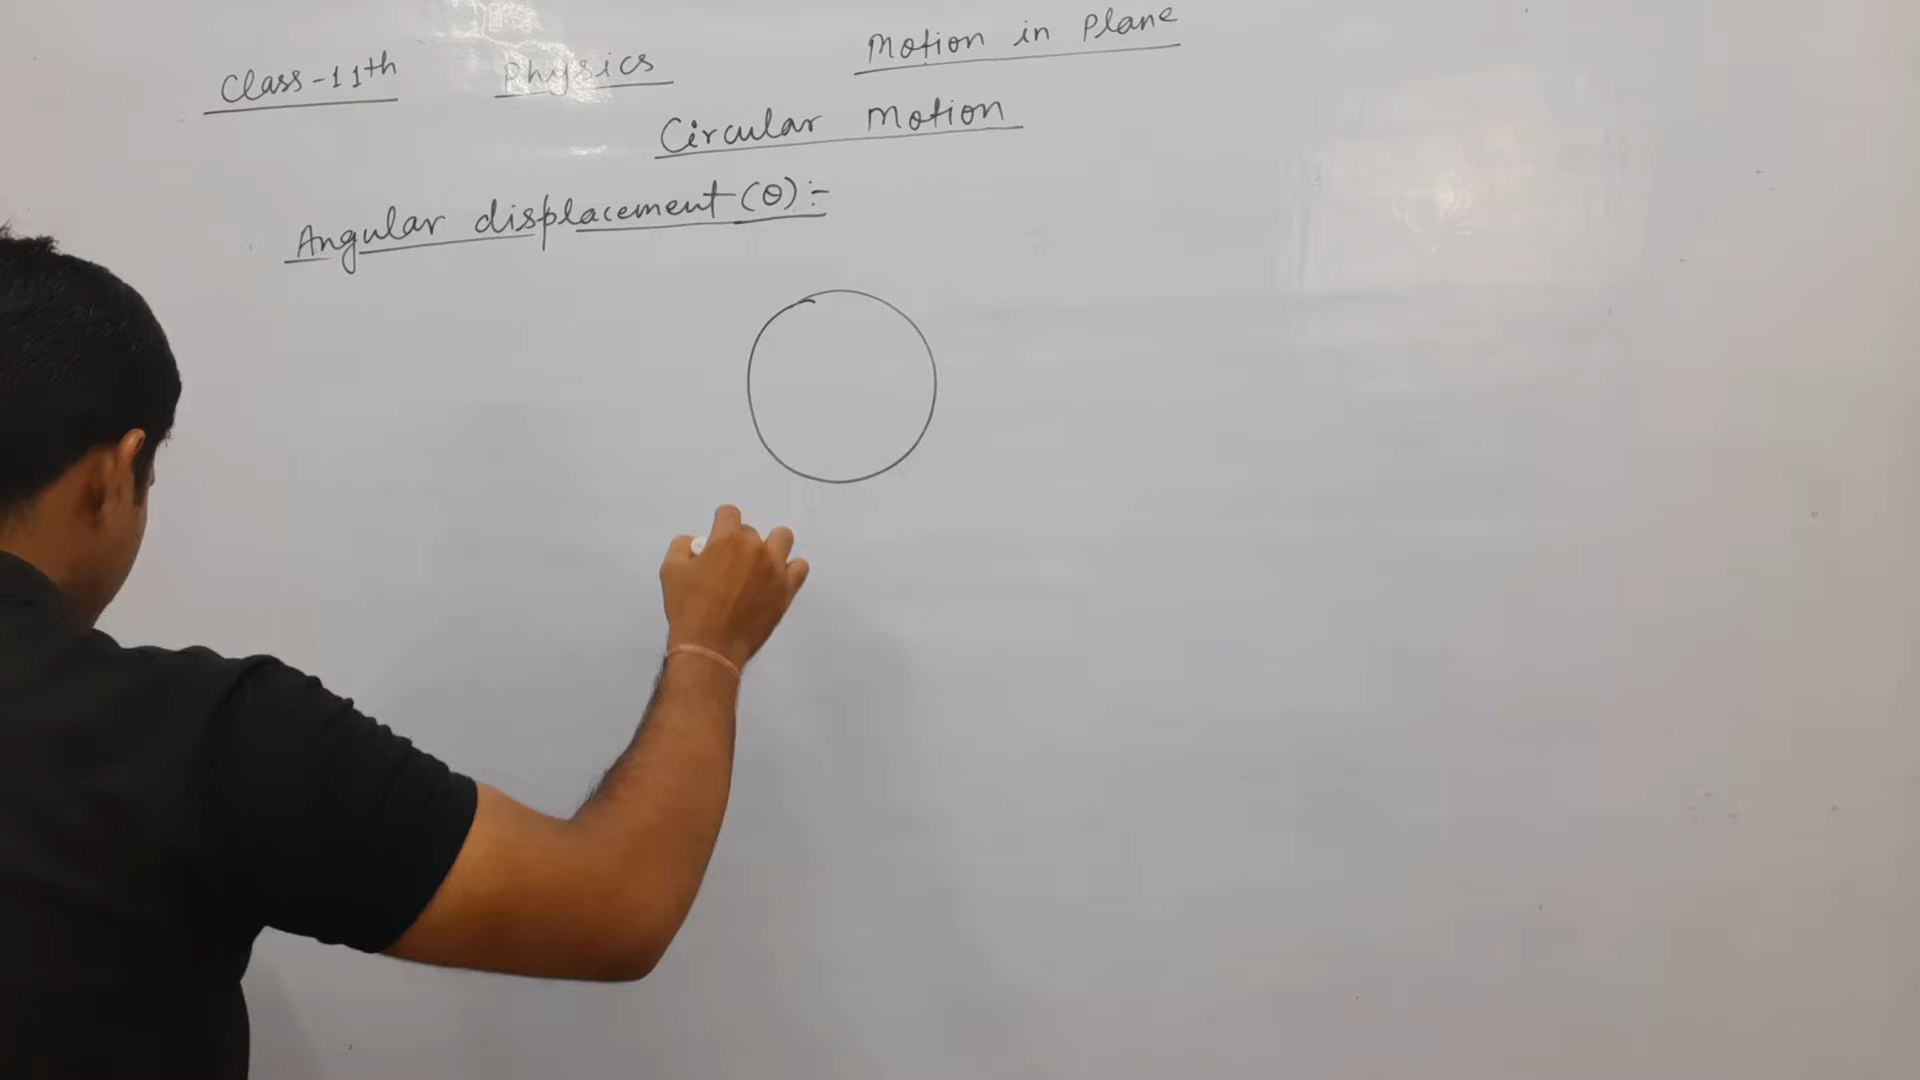 Class-11th Physics Motion in Plane
Circular Motion
Angular displacement (θ):-